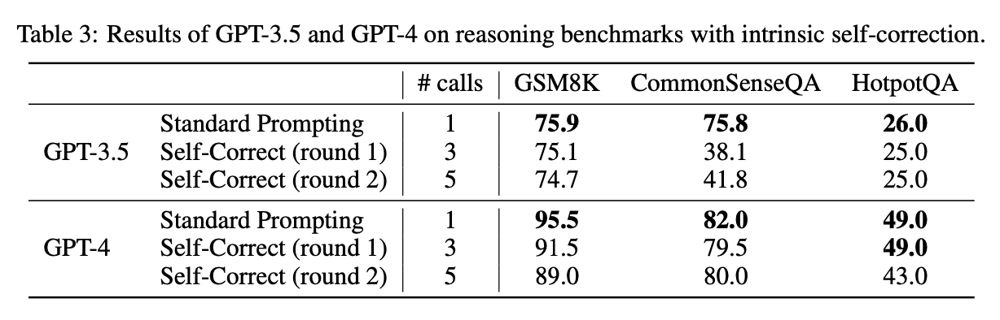 Table 3: Results of GPT-3.5 and GPT-4 on reasoning benchmarks with intrinsic self-correction.
# calls GSM8K CommonSenseQA HotpotQA
Standard Prompting 1 75.9 75.8 26.0
GPT-3.5 Self-Correct (round 1) 3 75.1 38.1 25.0
Self-Correct (round 2) 5 74.7 41.8 25.0
Standard Prompting 1 95.5 82.0 49.0
GPT-4 Self-Correct (round 1) 3 91.5 79.5 49.0
Self-Correct (round 2) 5 89.0 80.0 43.0